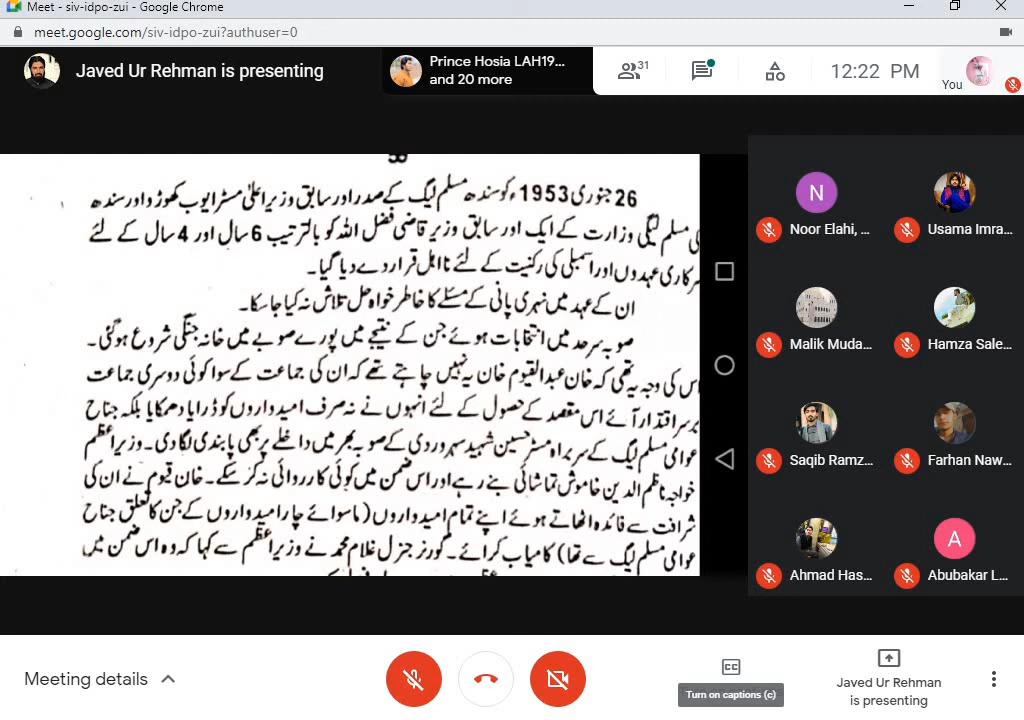 Meet - siv-idpo-zui - Google Chrome
meet.google.com/siv-idpo-zui?authuser=0
Javed Ur Rehman is presenting
Prince Hosia LAH19...
and 20 more
31
12:22 PM
You
26 جنوری 1953ء کو سندھ مسلم لیگ کے صدر اور سابق وزیر اعلیٰ مسٹر ایوب کھوڑو اور سندھ
کی مسلم لیگی وزارت کے ایک اور سابق وزیر قاضی فضل اللہ کو بالترتیب 6 سال اور 4 سال کے لئے
سرکاری عہدوں اور اسمبلی کی رکنیت کے لئے نااہل قرار دے دیا گیا۔
ان کے عہد میں نہری پانی کے مسئلے کا خاطر خواہ حل تلاش نہ کیا جا سکا۔
صوبہ سرحد میں انتخابات ہوئے جن کے نتیجے میں پورے صوبے میں خانہ جنگی شروع ہو گئی۔
اس کی وجہ یہ تھی کہ خان عبدالقیوم خان یہ نہیں چاہتے تھے کہ ان کی جماعت کے سوا کوئی دوسری جماعت
برسراقتدار آئے اس مقصد کے حصول کے لئے انہوں نے نہ صرف امیدواروں کو ڈرایا دھمکایا بلکہ جناح
عوامی مسلم لیگ کے سربراہ مسٹر حسین شہید سہروردی کے صوبہ بھر میں داخلے پر بھی پابندی لگا دی۔ وزیر اعظم
خواجہ ناظم الدین خاموش تماشائی بنے رہے اور اس ضمن میں کوئی کارروائی نہ کر سکے۔ خان قیوم نے ان کی
شرافت سے فائدہ اٹھاتے ہوئے اپنے تمام امیدواروں (ماسوائے چار امیدواروں کے جن کا تعلق جناح
عوامی مسلم لیگ سے تھا) کامیاب کرائے۔ گورنر جنرل غلام محمد نے وزیر اعظم سے کہا کہ وہ اس ضمن میں
N
Noor Elahi, ...
Usama Imra...
Malik Muda...
Hamza Sale...
Saqib Ramz...
Farhan Naw...
Ahmad Has...
A
Abubakar L...
Meeting details
CC
Turn on captions (c)
Javed Ur Rehman
is presenting